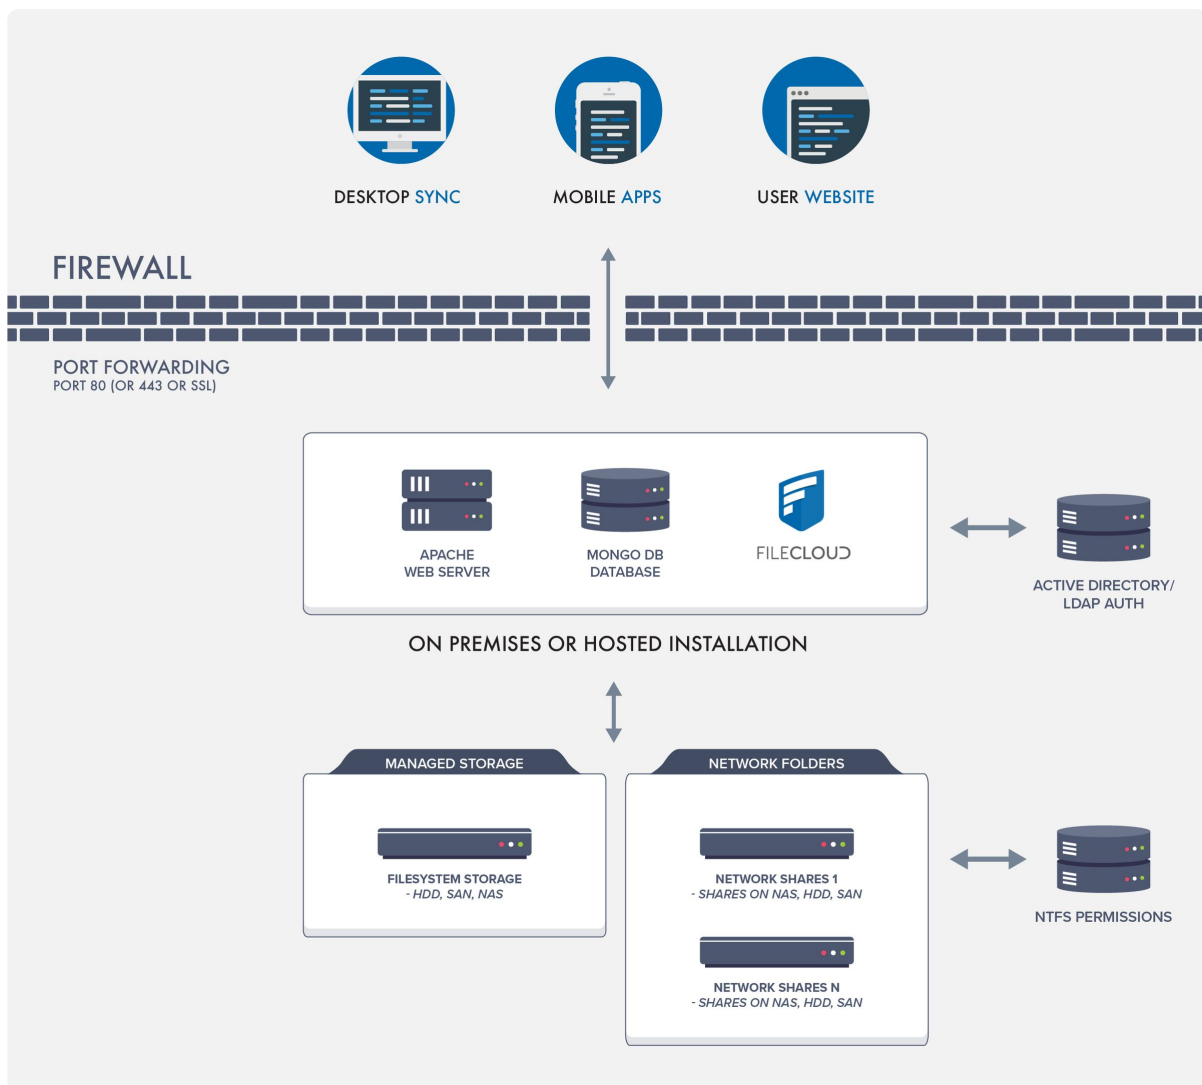 DESKTOP SYNC
MOBILE APPS
USER WEBSITE
FIREWALL
PORT FORWARDING
PORT 80 (OR 443 OR SSL)
APACHE
WEB SERVER
MONGO DB
DATABASE
FILECLOUD
ACTIVE DIRECTORY/
LDAP AUTH
ON PREMISES OR HOSTED INSTALLATION
MANAGED STORAGE
FILESYSTEM STORAGE
- HDD, SAN, NAS
NETWORK FOLDERS
NETWORK SHARES 1
- SHARES ON NAS, HDD, SAN
NETWORK SHARES N
- SHARES ON NAS, HDD, SAN
NTFS PERMISSIONS